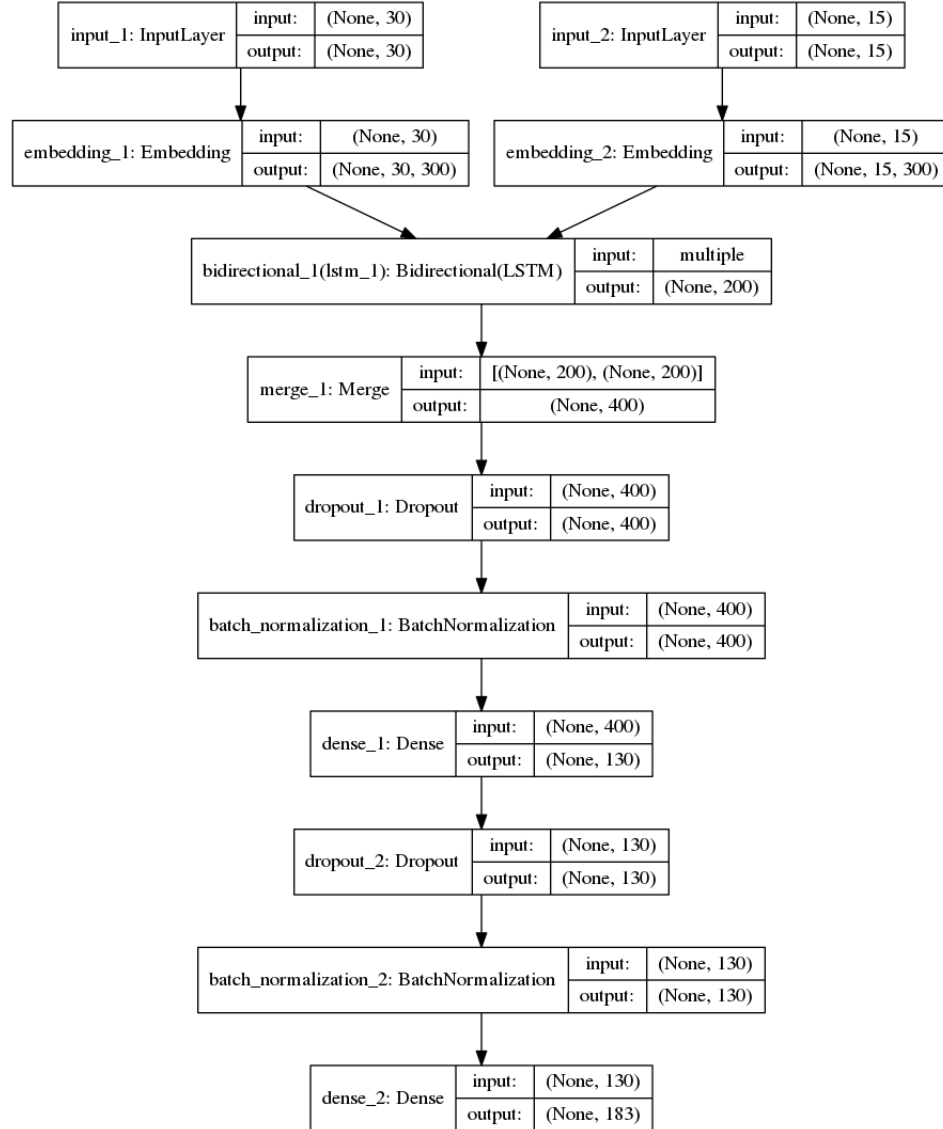 input_1: InputLayer
input: (None, 30)
output: (None, 30)
input_2: InputLayer
input: (None, 15)
output: (None, 15)
embedding_1: Embedding
input: (None, 30)
output: (None, 30, 300)
embedding_2: Embedding
input: (None, 15)
output: (None, 15, 300)
bidirectional_1(lstm_1): Bidirectional(LSTM)
input: multiple
output: (None, 200)
merge_1: Merge
input: [(None, 200), (None, 200)]
output: (None, 400)
dropout_1: Dropout
input: (None, 400)
output: (None, 400)
batch_normalization_1: BatchNormalization
input: (None, 400)
output: (None, 400)
dense_1: Dense
input: (None, 400)
output: (None, 130)
dropout_2: Dropout
input: (None, 130)
output: (None, 130)
batch_normalization_2: BatchNormalization
input: (None, 130)
output: (None, 130)
dense_2: Dense
input: (None, 130)
output: (None, 183)